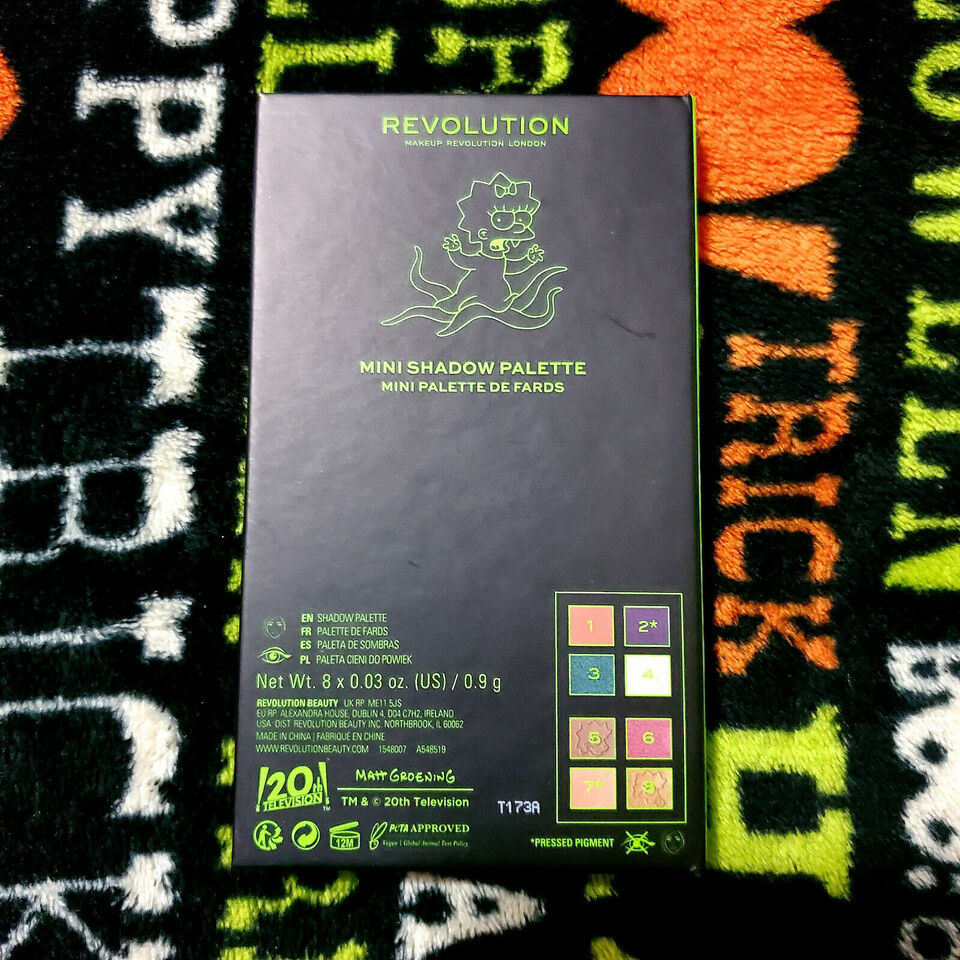 REVOLUTION
MAKEUP REVOLUTION LONDON
MINI SHADOW PALETTE
MINI PALETTE DE FARDS
EN SHADOW PALETTE
FR PALETTE DE FARDS
ES PALETA DE SOMBRAS
PL PALETA CIENI DO POWIEK
Net Wt. 8 x 0.03 oz. (US) / 0.9 g
REVOLUTION BEAUTY UK RP: ME11 5JS
EU RP: ALEXANDRA HOUSE, DUBLIN 4, D04 C7H2, IRELAND
USA: DIST. REVOLUTION BEAUTY INC. NORTHBROOK, IL 60062
MADE IN CHINA | FABRIQUÉ EN CHINE
WWW.REVOLUTIONBEAUTY.COM 1548007 A548519
20th
TELEVISION™
MATT GROENING
TM & © 20th Television
12M
PETA APPROVED
Vegan | Global Animal Test Policy
T173A
1 2*
3 4
5 6
7* 8
*PRESSED PIGMENT
TRICK
TRICK